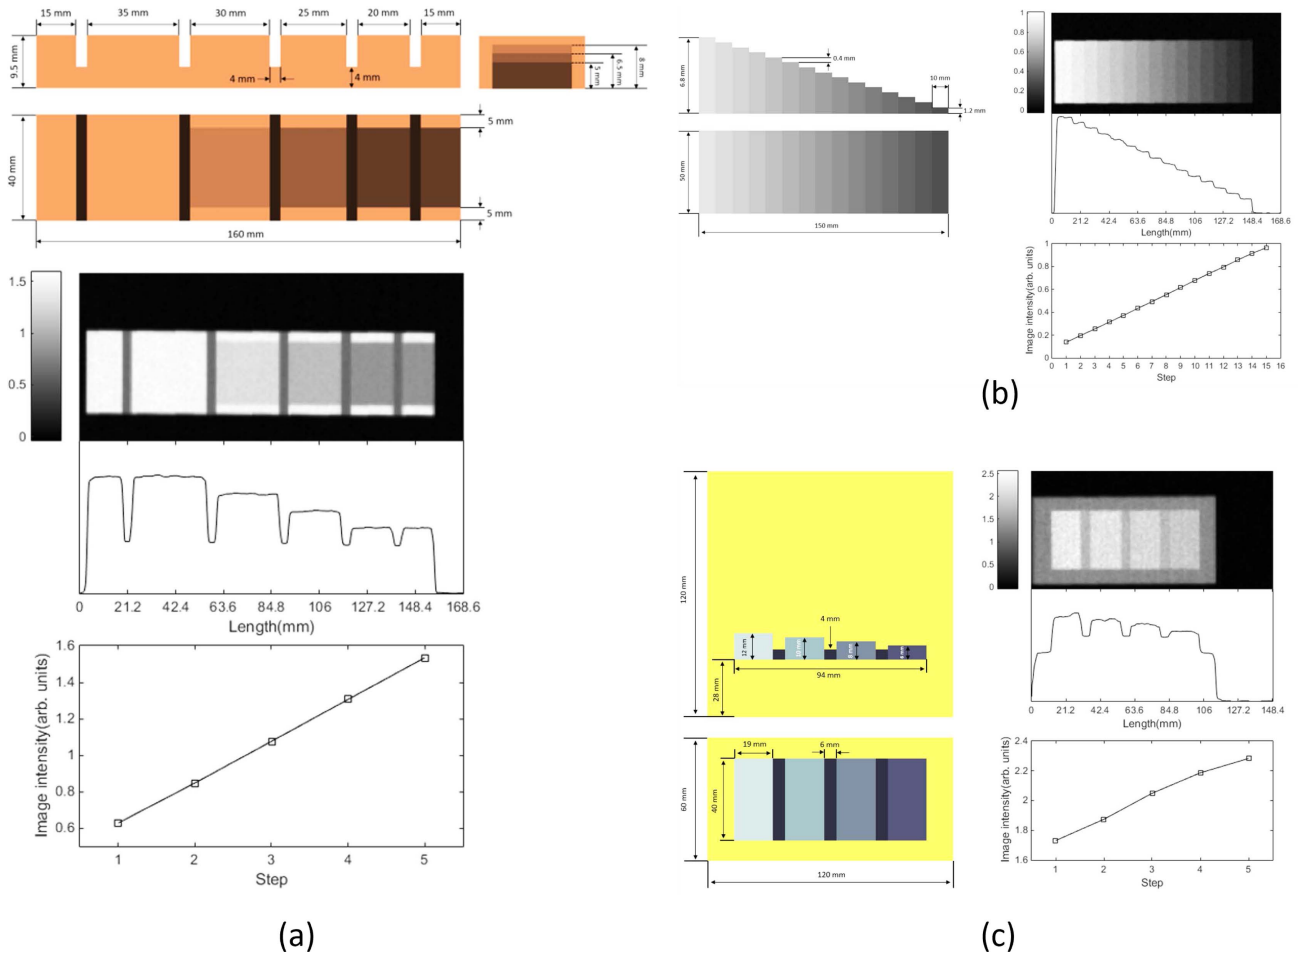 15 mm 35 mm 30 mm 25 mm 20 mm 15 mm
9.5 mm
4 mm 4 mm
5 mm 6.5 mm 8 mm
40 mm
5 mm
5 mm
160 mm
1.5
1
0.5
0
0 21.2 42.4 63.6 84.8 106 127.2 148.4 168.6
Length(mm)
Image intensity(arb. units)
1.6
1.4
1.2
1
0.8
0.6
1 2 3 4 5
Step
(a)
6.8 mm
0.4 mm
10 mm
1.2 mm
50 mm
150 mm
1
0.8
0.6
0.4
0.2
0
0 21.2 42.4 63.6 84.8 106 127.2 148.4 168.6
Length(mm)
Image intensity(arb. units)
1
0.8
0.6
0.4
0.2
0
1 2 3 4 5 6 7 8 9 10 11 12 13 14 15 16
Step
(b)
120 mm
4 mm
12 mm 10 mm 8 mm
94 mm
28 mm
19 mm 6 mm
60 mm
40 mm
120 mm
2.5
2
1.5
1
0.5
0
0 21.2 42.4 63.6 84.8 106 127.2 148.4
Length(mm)
Image intensity(arb. units)
2.4
2.2
2
1.8
1.6
1 2 3 4 5
Step
(c)